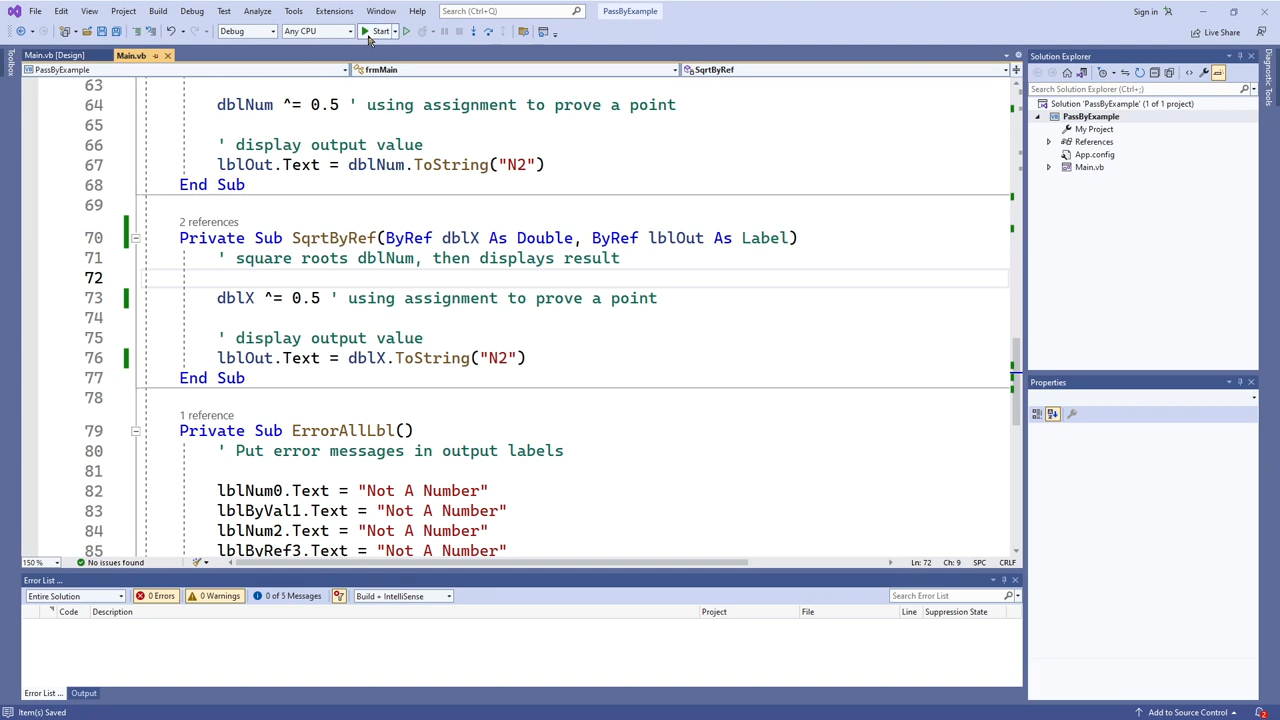 File Edit View Project Build Debug Test Analyze Tools Extensions Window Help Search (Ctrl+Q) PassByExample Sign in
Debug Any CPU Start Live Share
Main.vb [Design] Main.vb
PassByExample frmMain SqrtByRef
63
64 dblNum ^= 0.5 ' using assignment to prove a point
65
66 ' display output value
67 lblOut.Text = dblNum.ToString("N2")
68 End Sub
69
2 references
70 Private Sub SqrtByRef(ByRef dblX As Double, ByRef lblOut As Label)
71 ' square roots dblNum, then displays result
72
73 dblX ^= 0.5 ' using assignment to prove a point
74
75 ' display output value
76 lblOut.Text = dblX.ToString("N2")
77 End Sub
78
1 reference
79 Private Sub ErrorAllLbl()
80 ' Put error messages in output labels
81
82 lblNum0.Text = "Not A Number"
83 lblByVal1.Text = "Not A Number"
84 lblNum2.Text = "Not A Number"
85 lblByRef3.Text = "Not A Number"
150 % No issues found Ln: 72 Ch: 9 SPC CRLF
Error List ...
Entire Solution 0 Errors 0 Warnings 0 of 5 Messages Build + IntelliSense Search Error List
Code Description Project File Line Suppression State
Error List ... Output
Item(s) Saved Add to Source Control 2
Toolbox
Solution Explorer
Search Solution Explorer (Ctrl+;)
Solution 'PassByExample' (1 of 1 project)
PassByExample
My Project
References
App.config
Main.vb
Properties
Diagnostic Tools